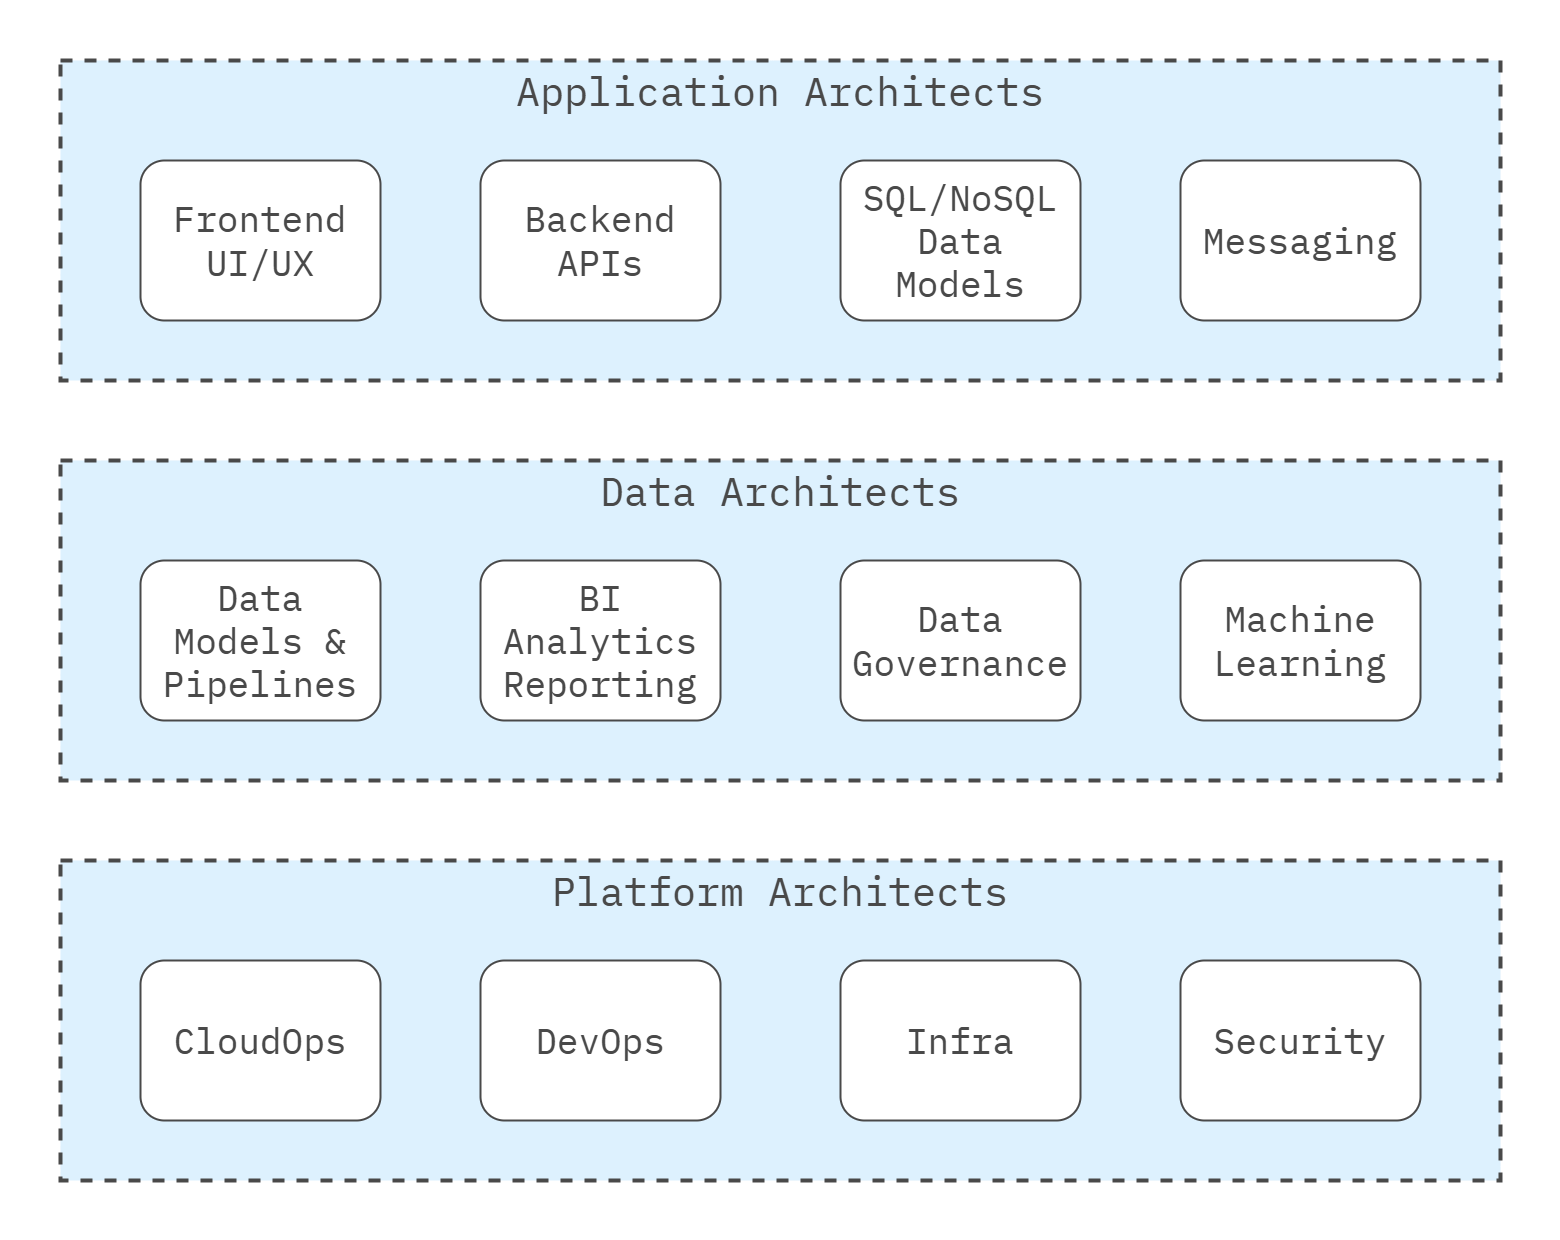 Application Architects
Frontend
UI/UX
Backend
APIs
SQL/NoSQL
Data
Models
Messaging
Data Architects
Data
Models &
Pipelines
BI
Analytics
Reporting
Data
Governance
Machine
Learning
Platform Architects
CloudOps
DevOps
Infra
Security